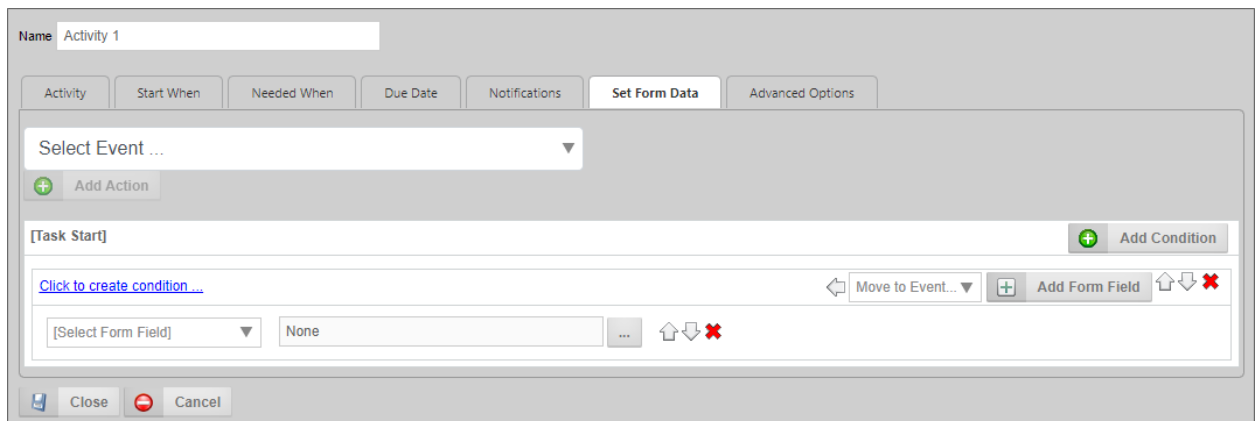 Name Activity 1
Activity Start When Needed When Due Date Notifications Set Form Data Advanced Options
Select Event ...
Add Action
[Task Start] Add Condition
Click to create condition ... Move to Event... Add Form Field
[Select Form Field] None ...
Close Cancel